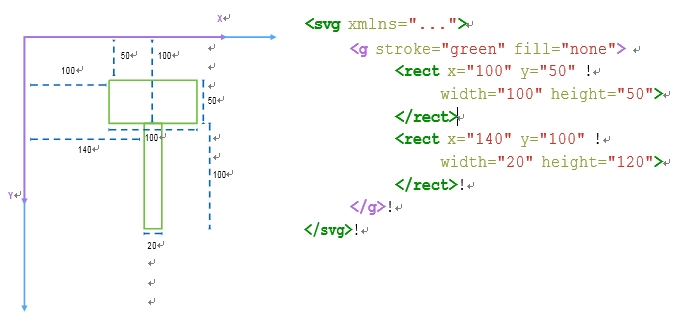 X↵
50↵
100↵
↵
↵
100↵
↵
50↵
↵
100↵
↵
140↵
↵
100↵
Y↵
20↵
↵
↵
↵
<svg xmlns="...">↵
<g stroke="green" fill="none"> ↵
<rect x="100" y="50" !
width="100" height="50">↵
</rect>↵
<rect x="140" y="100" !↵
width="20" height="120">↵
</rect>!↵
</g>!↵
</svg>!↵